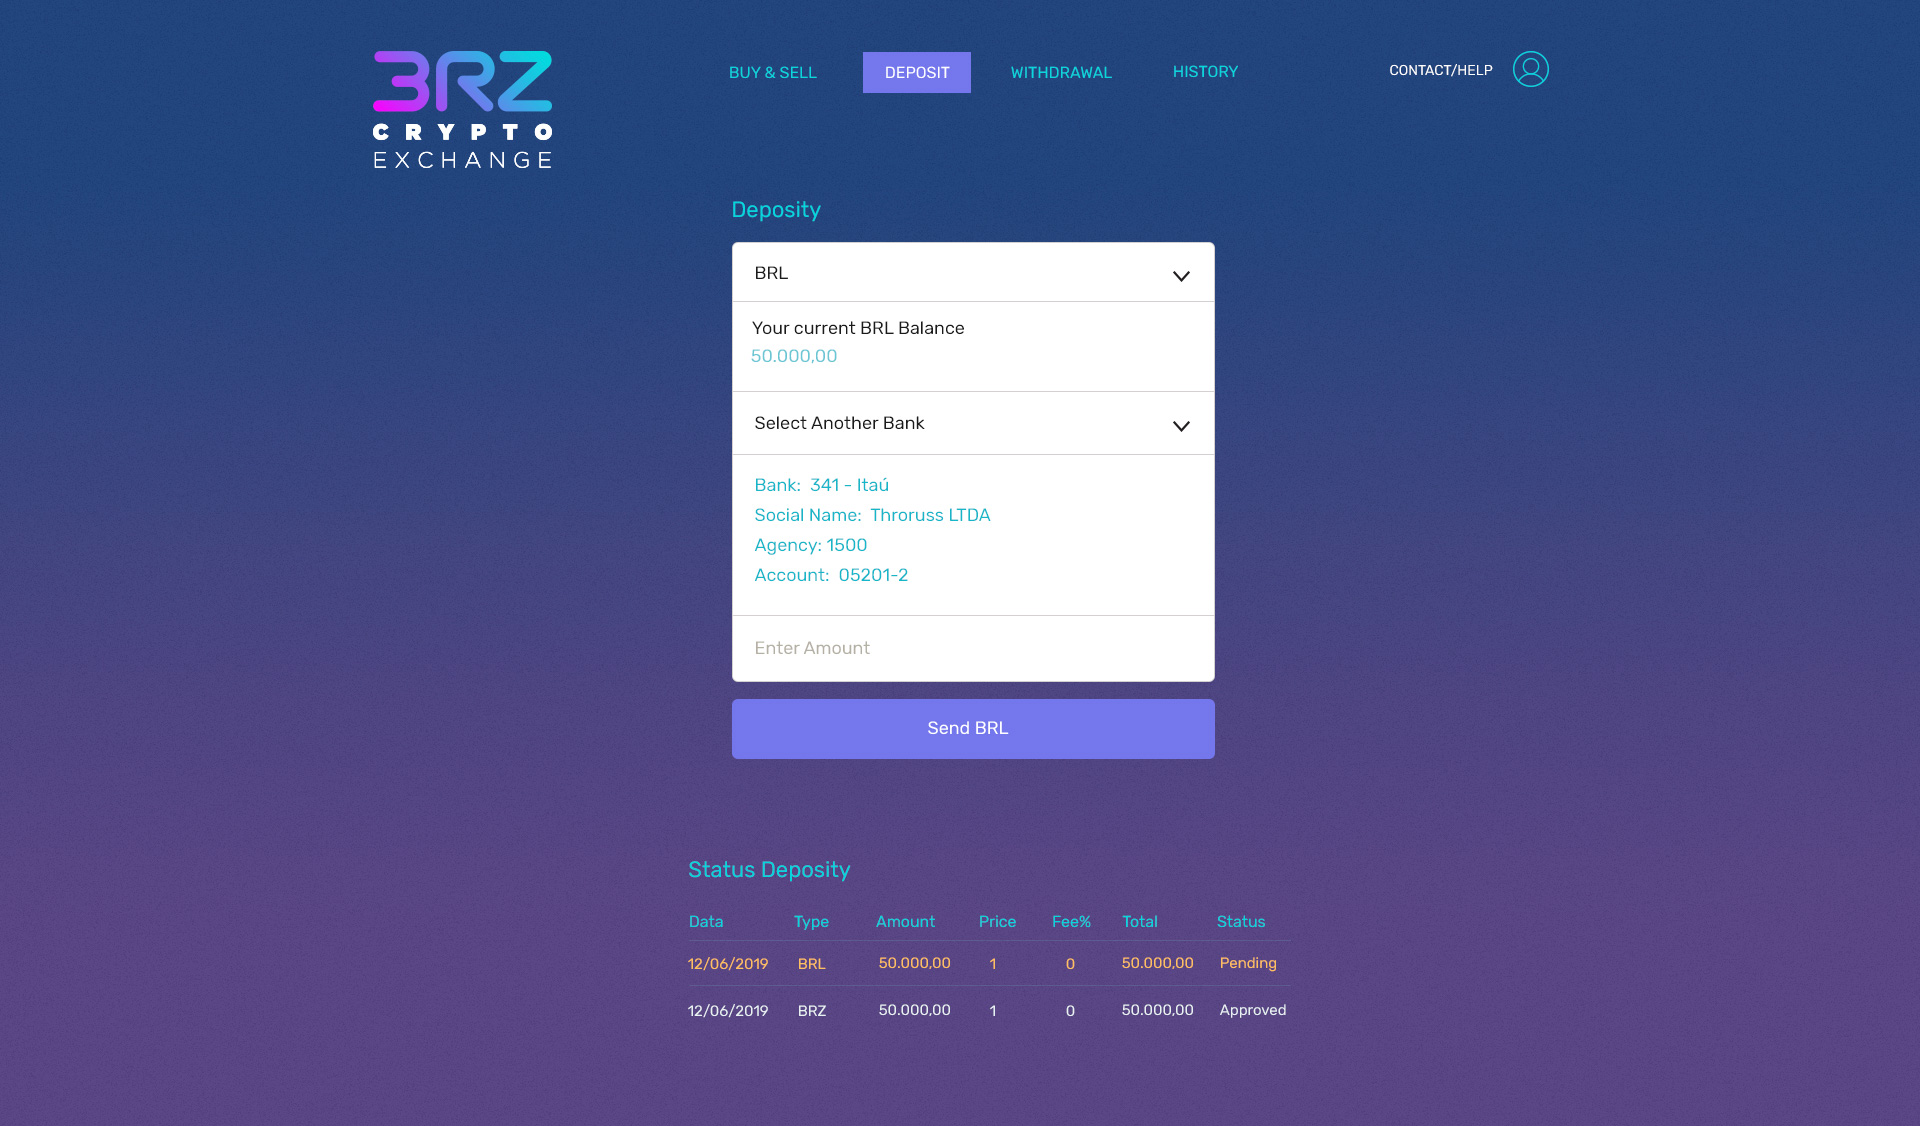 BRZ
CRYPTO
EXCHANGE
BUY & SELL
DEPOSIT
WITHDRAWAL
HISTORY
CONTACT/HELP
Deposity
BRL
Your current BRL Balance
50.000,00
Select Another Bank
Bank: 341 - Itaú
Social Name: Throruss LTDA
Agency: 1500
Account: 05201-2
Enter Amount
Send BRL
Status Deposity
Data Type Amount Price Fee% Total Status
12/06/2019 BRL 50.000,00 1 0 50.000,00 Pending
12/06/2019 BRZ 50.000,00 1 0 50.000,00 Approved